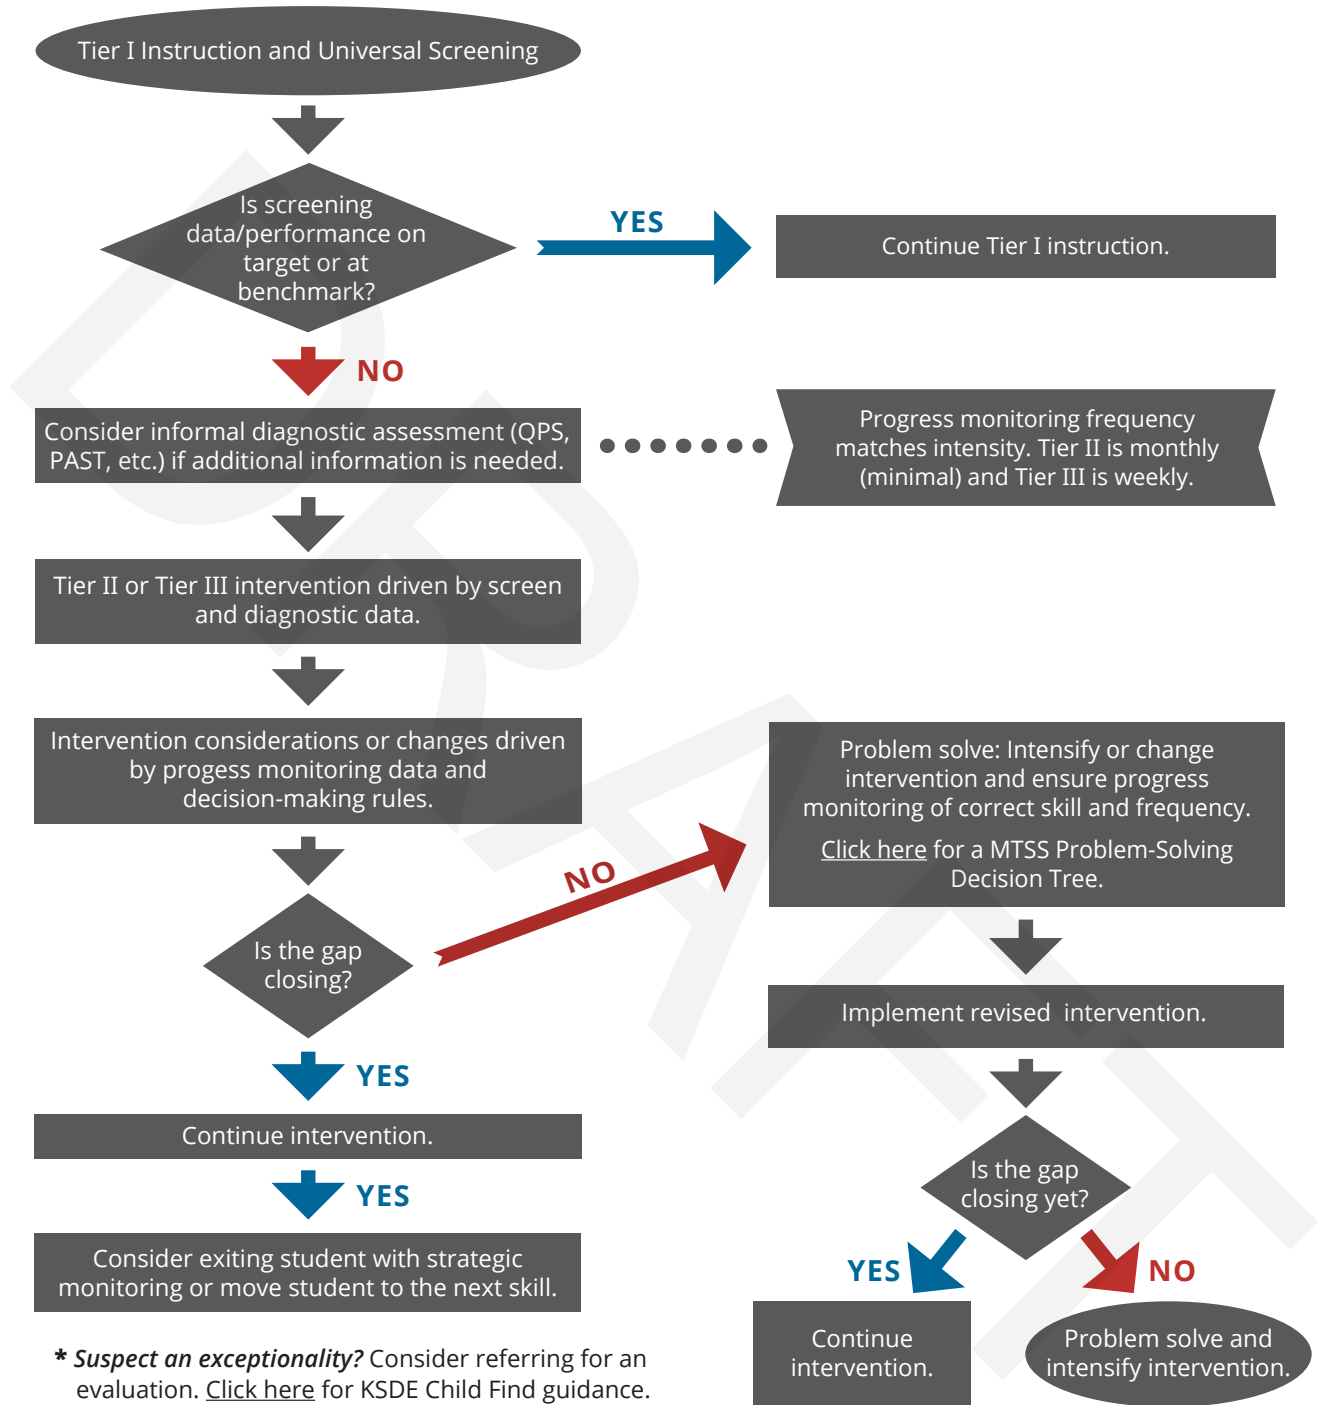 Tier I Instruction and Universal Screening
Is screening
data/performance on
target or at
benchmark?
YES
Continue Tier I instruction.
NO
Consider informal diagnostic assessment (QPS,
PAST, etc.) if additional information is needed.
Progress monitoring frequency
matches intensity. Tier II is monthly
(minimal) and Tier III is weekly.
Tier II or Tier III intervention driven by screen
and diagnostic data.
Intervention considerations or changes driven
by progess monitoring data and
decision-making rules.
Is the gap
closing?
NO
Problem solve: Intensify or change
intervention and ensure progress
monitoring of correct skill and frequency.
Click here for a MTSS Problem-Solving
Decision Tree.
Implement revised  intervention.
Is the gap
closing yet?
YES
Continue intervention.
YES
Consider exiting student with strategic
monitoring or move student to the next skill.
YES
NO
Continue
intervention.
Problem solve and
intensify intervention.
* Suspect an exceptionality? Consider referring for an
evaluation. Click here for KSDE Child Find guidance.
DRAFT